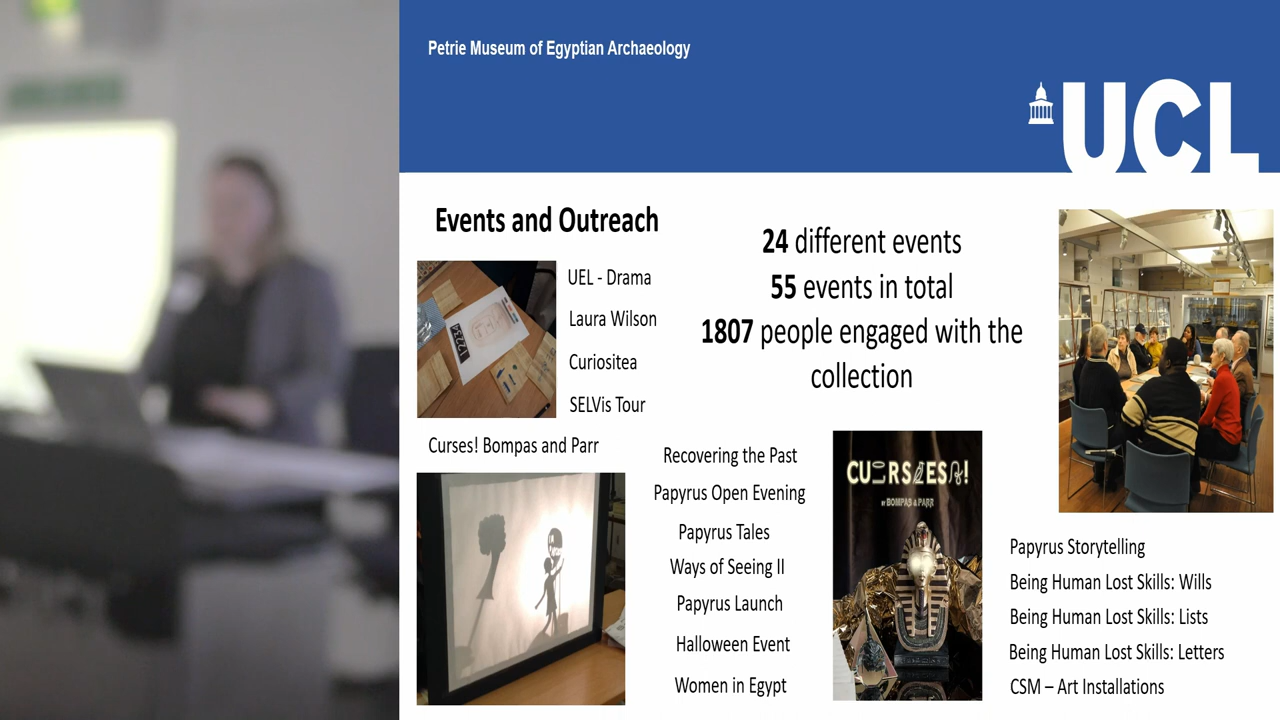 Petrie Museum of Egyptian Archaeology
UCL
Events and Outreach
UEL - Drama
Laura Wilson
Curiositea
SELVis Tour
Curses! Bompas and Parr
24 different events
55 events in total
1807 people engaged with the
collection
Recovering the Past
Papyrus Open Evening
Papyrus Tales
Ways of Seeing II
Papyrus Launch
Halloween Event
Women in Egypt
BY BOMPAS & PARR
Papyrus Storytelling
Being Human Lost Skills: Wills
Being Human Lost Skills: Lists
Being Human Lost Skills: Letters
CSM – Art Installations